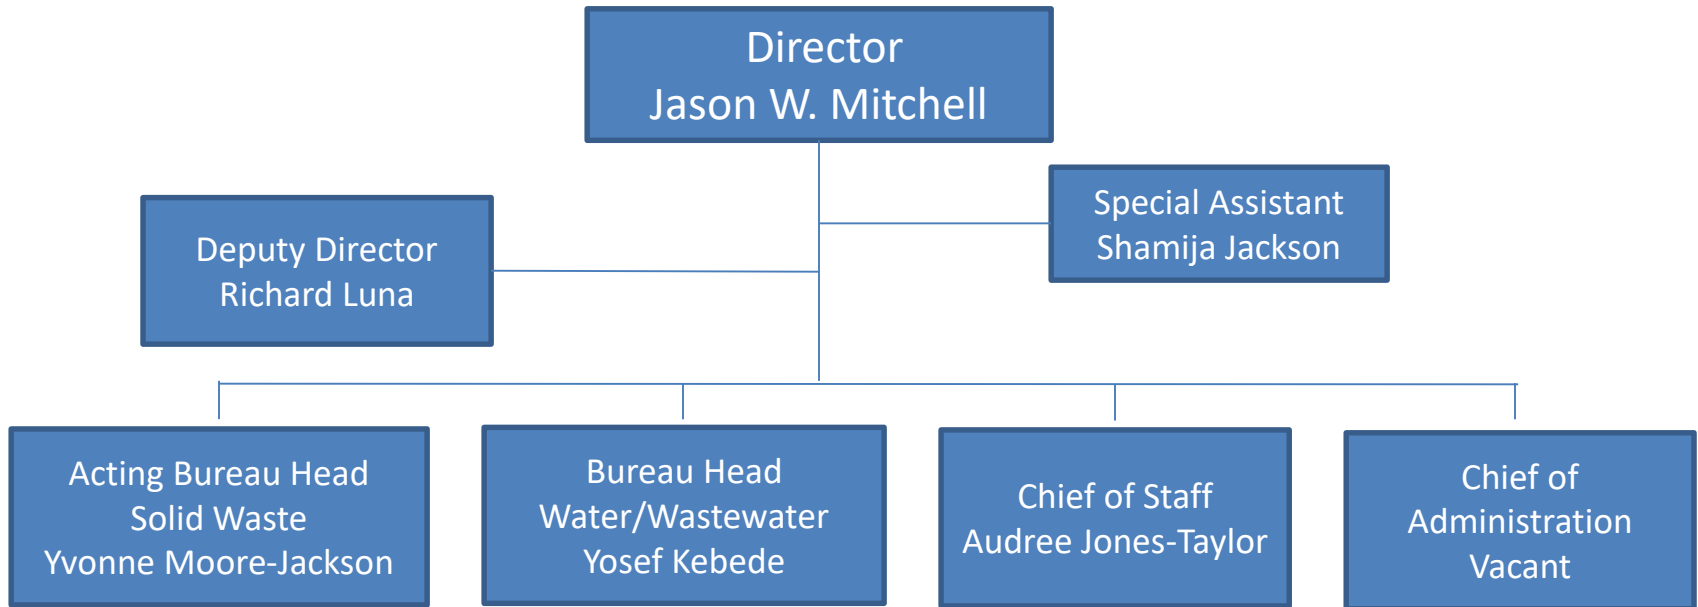 Director
Jason W. Mitchell
Special Assistant
Shamija Jackson
Deputy Director
Richard Luna
Acting Bureau Head
Solid Waste
Yvonne Moore-Jackson
Bureau Head
Water/Wastewater
Yosef Kebede
Chief of Staff
Audree Jones-Taylor
Chief of
Administration
Vacant